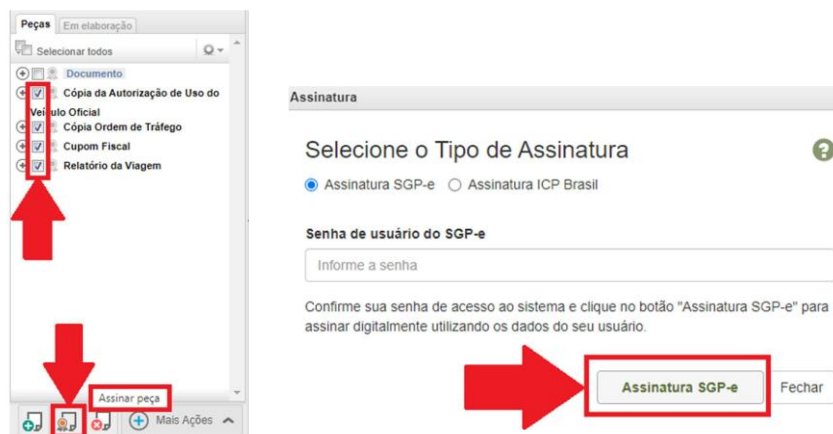 Peças Em elaboração
Selecionar todos
Documento
Cópia da Autorização de Uso do
Veículo Oficial
Cópia Ordem de Tráfego
Cupom Fiscal
Relatório da Viagem
Assinar peça
Mais Ações
Assinatura
Selecione o Tipo de Assinatura
Assinatura SGP-e Assinatura ICP Brasil
Senha de usuário do SGP-e
Informe a senha
Confirme sua senha de acesso ao sistema e clique no botão "Assinatura SGP-e" para
assinar digitalmente utilizando os dados do seu usuário.
Assinatura SGP-e Fechar